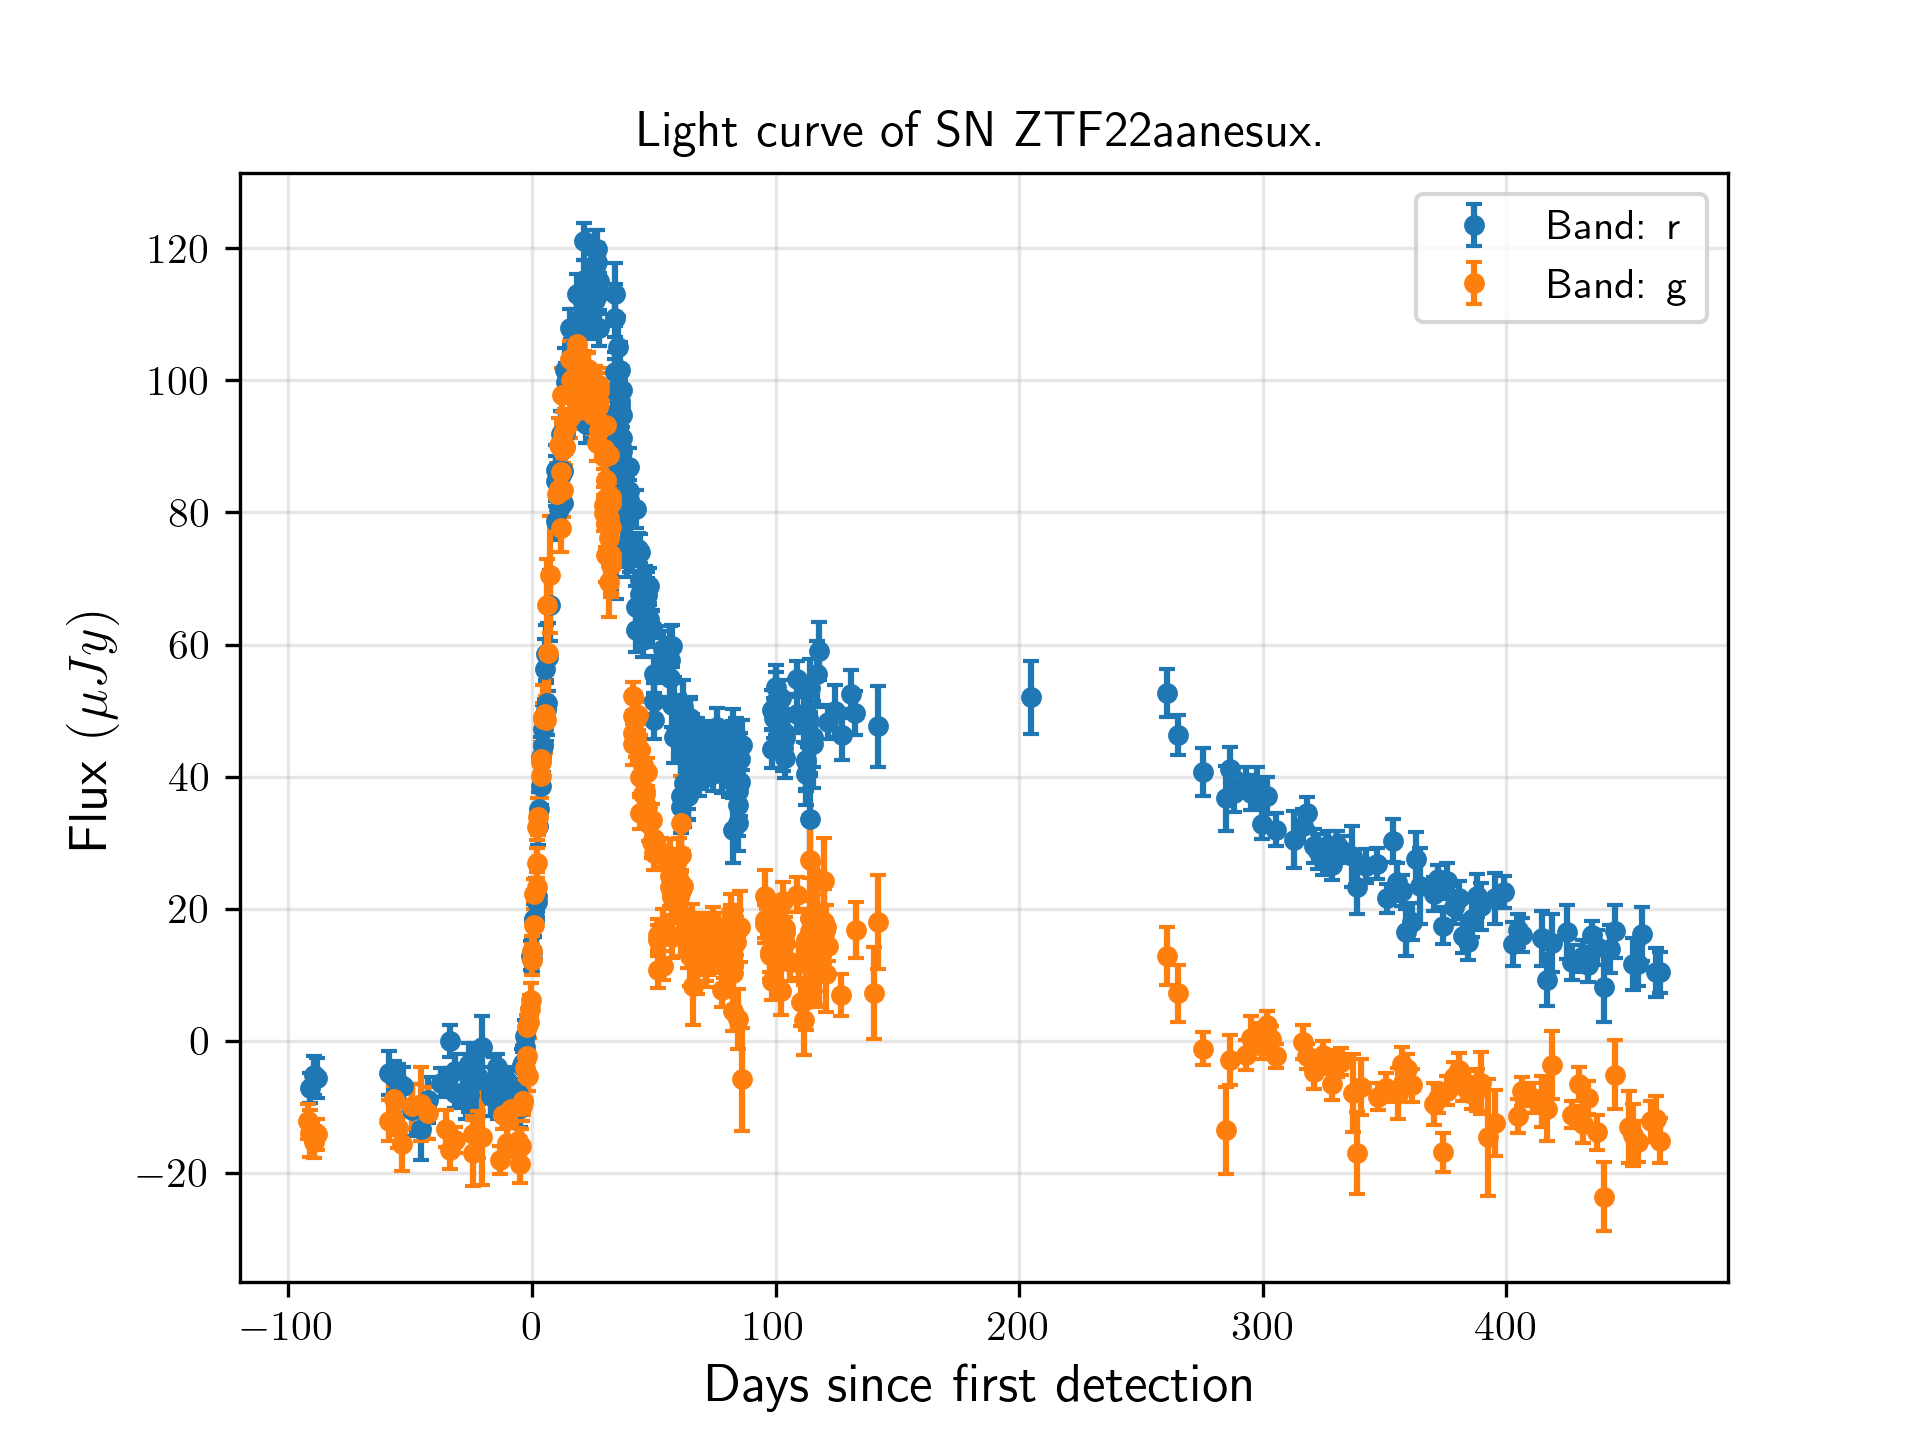 Light curve of SN ZTF22aanesux.
Band: r
Band: g
120
100
80
60
40
20
0
−20
Flux (μJy)
−100
0
100
200
300
400
Days since first detection